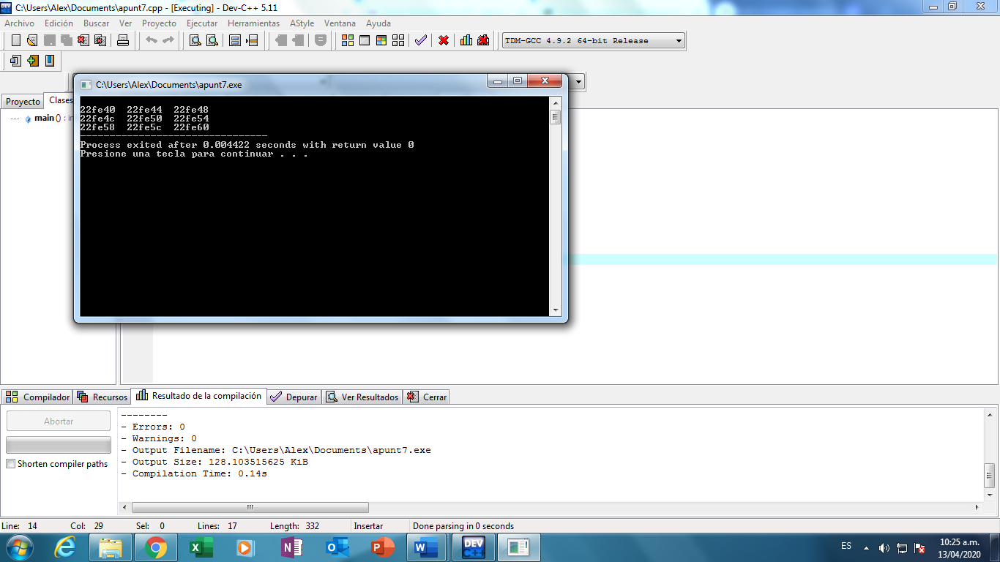 C:\Users\Alex\Documents\apunt7.cpp - [Executing] - Dev-C++ 5.11
Archivo Edición Buscar Ver Proyecto Ejecutar Herramientas AStyle Ventana Ayuda
TDM-GCC 4.9.2 64-bit Release
C:\Users\Alex\Documents\apunt7.exe
Proyecto Clases
main () : in
22fe40 22fe44 22fe48
22fe4c 22fe50 22fe54
22fe58 22fe5c 22fe60
--------------------------------
Process exited after 0.004422 seconds with return value 0
Presione una tecla para continuar . . .
Compilador Recursos Resultado de la compilación Depurar Ver Resultados Cerrar
Abortar
Shorten compiler paths
--------
- Errors: 0
- Warnings: 0
- Output Filename: C:\Users\Alex\Documents\apunt7.exe
- Output Size: 128.103515625 KiB
- Compilation Time: 0.14s
Line: 14 Col: 29 Sel: 0 Lines: 17 Length: 332 Insertar Done parsing in 0 seconds
DEV C++
ES
10:25 a.m.
13/04/2020